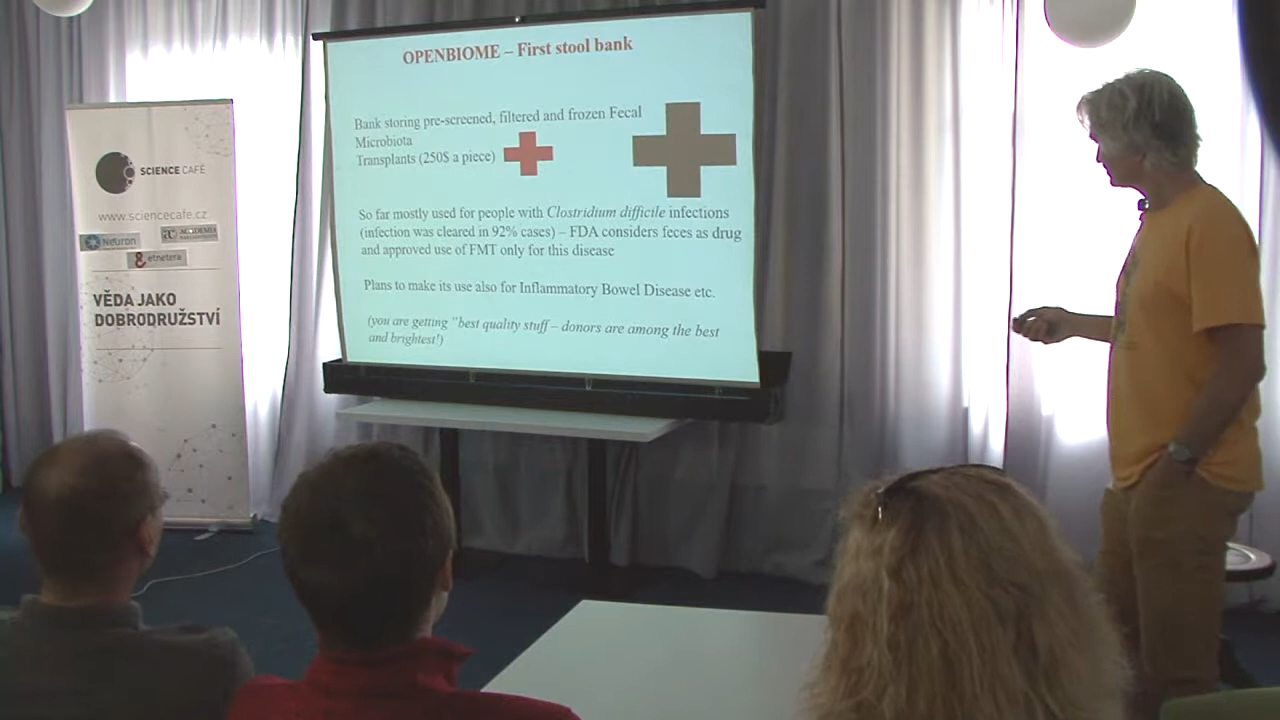 OPENBIOME – First stool bank
Bank storing pre-screened, filtered and frozen Fecal
Microbiota
Transplants (250$ a piece)
So far mostly used for people with Clostridium difficile infections
(infection was cleared in 92% cases) – FDA considers feces as drug
and approved use of FMT only for this disease
Plans to make its use also for Inflammatory Bowel Disease etc.
(you are getting "best quality stuff – donors are among the best
and brightest!)
SCIENCE CAFÉ
www.sciencecafe.cz
Neuron
ACADEMIA
etnetera
VĚDA JAKO
DOBRODRUŽSTVÍ